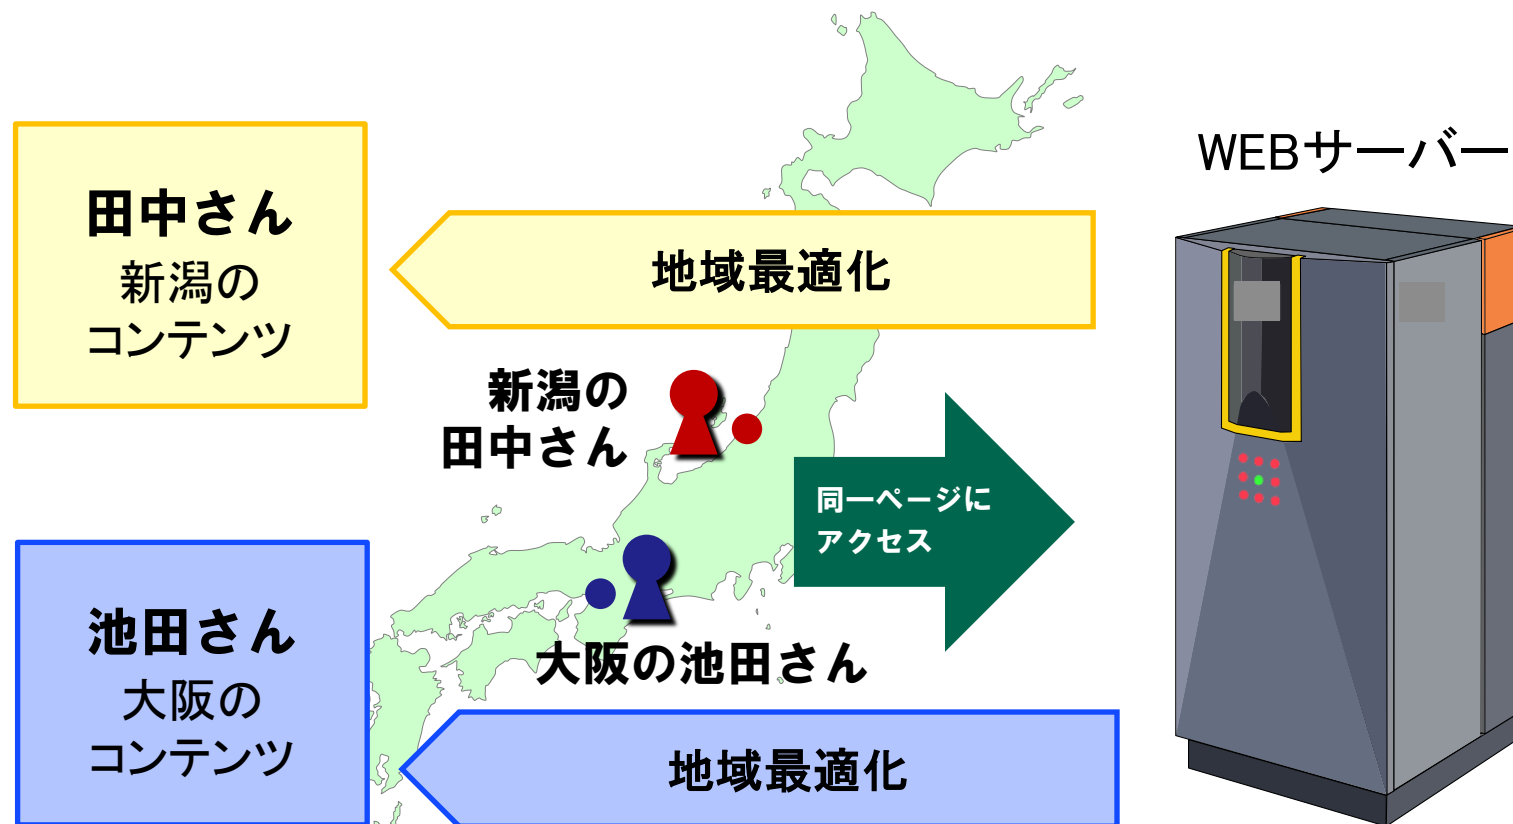 WEBサーバー
田中さん
新潟の
コンテンツ
地域最適化
新潟の
田中さん
同一ページに
アクセス
池田さん
大阪の
コンテンツ
大阪の池田さん
地域最適化